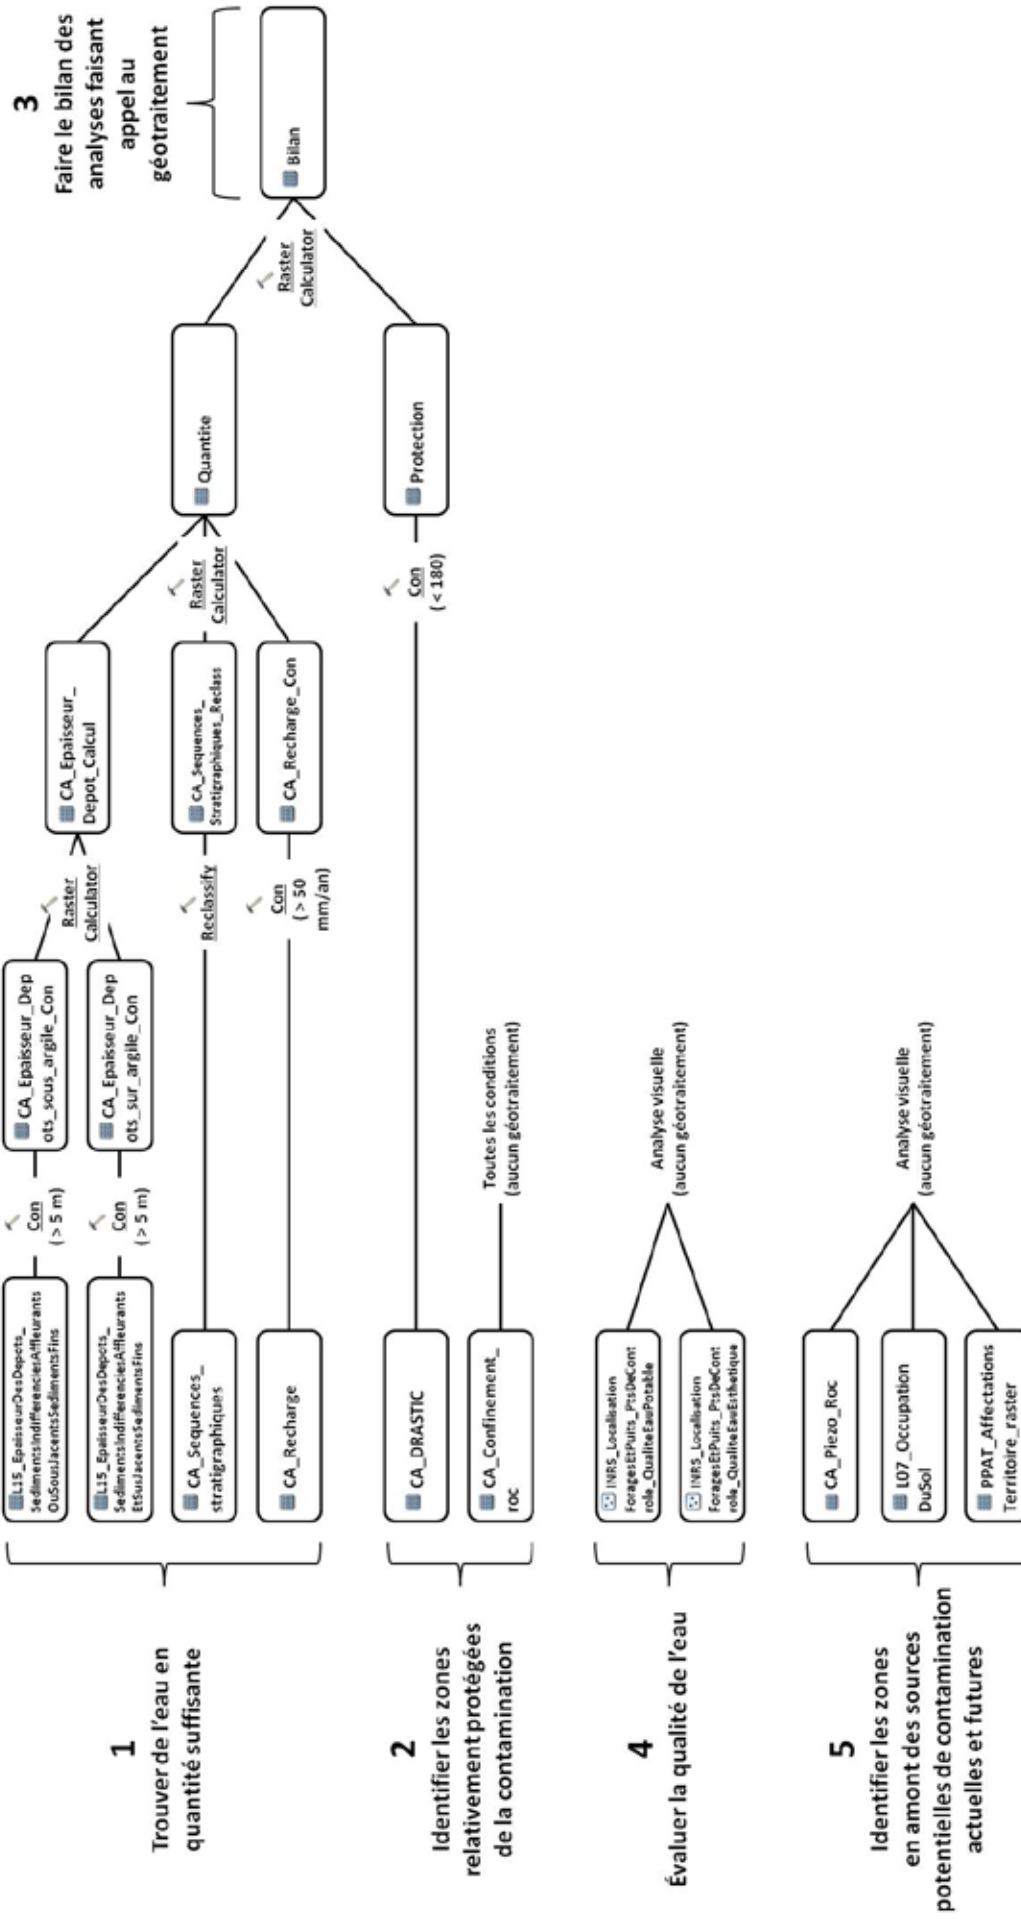 1
Trouver de l'eau en
quantité suffisante
L15_EpaisseurDesDepots_
SedimentsIndifferenciesAffleurants
OuSousJacentsSedimentsFins
Con
( > 5 m)
CA_Epaisseur_Dep
ots_sous_argile_Con
L15_EpaisseurDesDepots_
SedimentsIndifferenciesAffleurants
EtSusJacentsSedimentsFins
Con
( > 5 m)
CA_Epaisseur_Dep
ots_sur_argile_Con
Raster
Calculator
CA_Epaisseur_
Depot_Calcul
CA_Sequences_
stratigraphiques
Reclassify
CA_Sequences_
Stratigraphiques_Reclass
CA_Recharge
Con
( > 50
mm/an)
CA_Recharge_Con
Raster
Calculator
Quantite
2
Identifier les zones
relativement protégées
de la contamination
CA_DRASTIC
Con
( < 180)
Protection
CA_Confinement_
roc
Toutes les conditions
(aucun géotraitement)
Raster
Calculator
3
Faire le bilan des
analyses faisant
appel au
géotraitement
Bilan
4
Évaluer la qualité de l'eau
INRS_Localisation
ForagesEtPuits_PtsDeCont
role_QualiteEauPotable
INRS_Localisation
ForagesEtPuits_PtsDeCont
role_QualiteEauEsthetique
Analyse visuelle
(aucun géotraitement)
5
Identifier les zones
en amont des sources
potentielles de contamination
actuelles et futures
CA_Piezo_Roc
L07_Occupation
DuSol
PPAT_Affectations
Territoire_raster
Analyse visuelle
(aucun géotraitement)